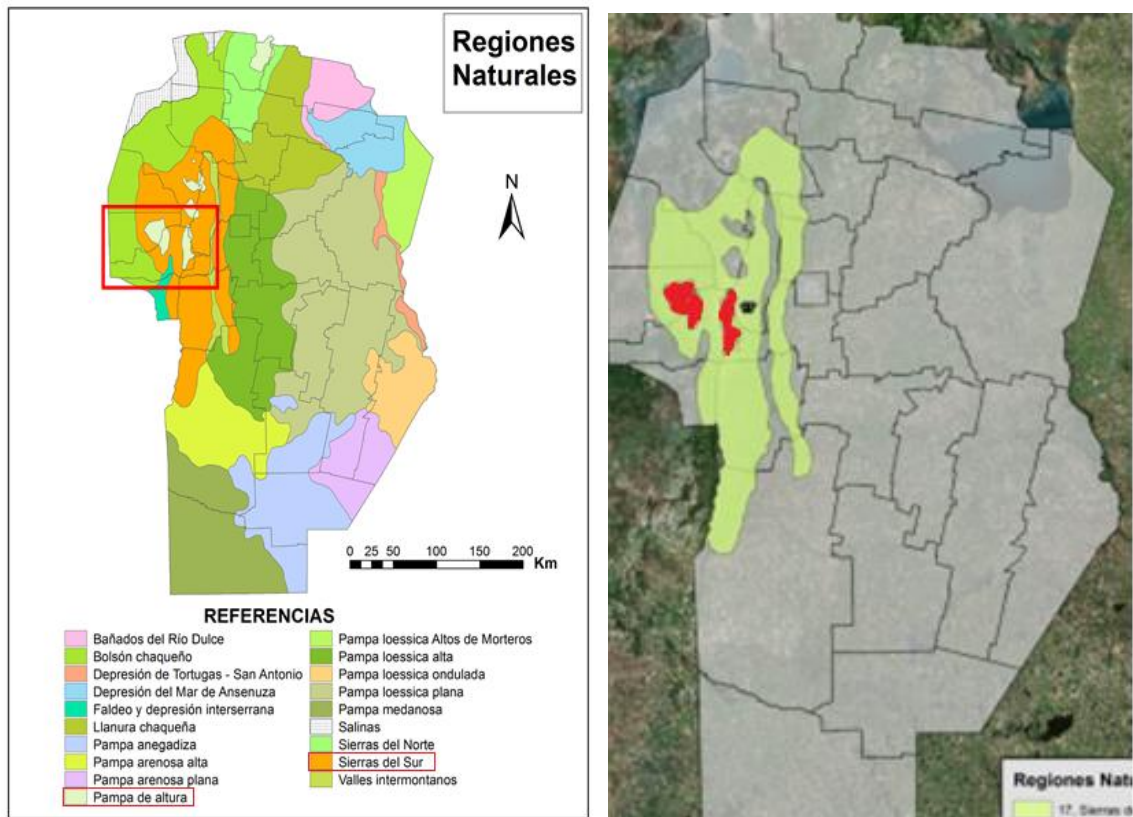 Regiones
Naturales
N
0 25 50 100 150 200
Km
REFERENCIAS
Bañados del Río Dulce
Bolsón chaqueño
Depresión de Tortugas - San Antonio
Depresión del Mar de Ansenuza
Faldeo y depresión interserrana
Llanura chaqueña
Pampa anegadiza
Pampa arenosa alta
Pampa arenosa plana
Pampa de altura
Pampa loessica Altos de Morteros
Pampa loessica alta
Pampa loessica ondulada
Pampa loessica plana
Pampa medanosa
Salinas
Sierras del Norte
Sierras del Sur
Valles intermontanos
Regiones Natu
17. Sierras de